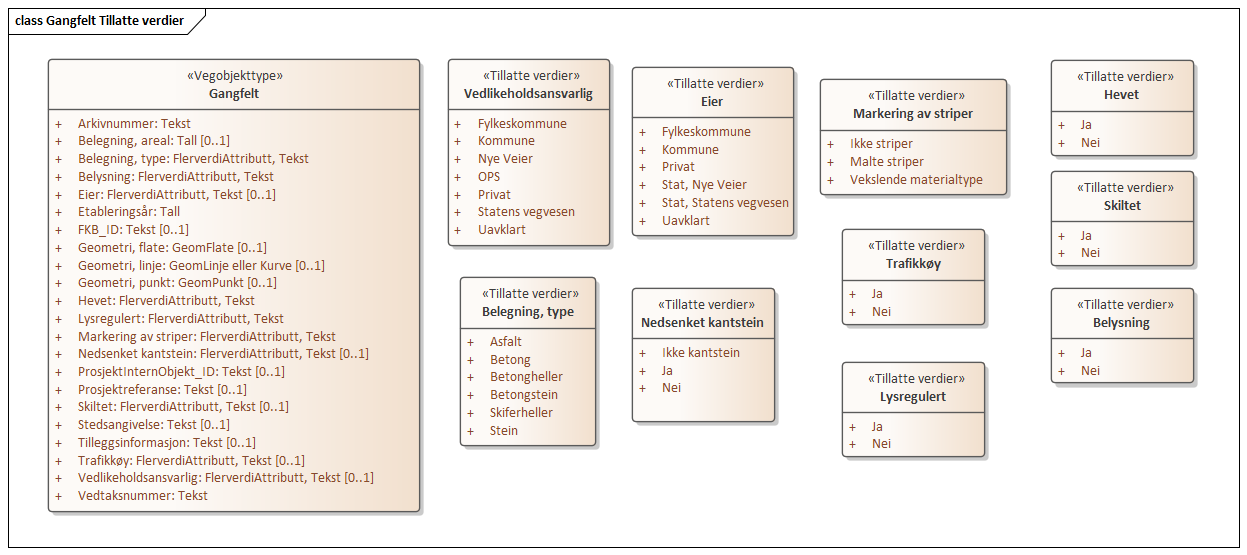 class Gangfelt Tillatte verdier
«Vegobjekttype»
Gangfelt
+ Arkivnummer: Tekst
+ Belegning, areal: Tall [0..1]
+ Belegning, type: FlerverdiAttributt, Tekst
+ Belysning: FlerverdiAttributt, Tekst
+ Eier: FlerverdiAttributt, Tekst [0..1]
+ Etableringsår: Tall
+ FKB_ID: Tekst [0..1]
+ Geometri, flate: GeomFlate [0..1]
+ Geometri, linje: GeomLinje eller Kurve [0..1]
+ Geometri, punkt: GeomPunkt [0..1]
+ Hevet: FlerverdiAttributt, Tekst
+ Lysregulert: FlerverdiAttributt, Tekst
+ Markering av striper: FlerverdiAttributt, Tekst
+ Nedsenket kantstein: FlerverdiAttributt, Tekst [0..1]
+ ProsjektInternObjekt_ID: Tekst [0..1]
+ Prosjektreferanse: Tekst [0..1]
+ Skiltet: FlerverdiAttributt, Tekst [0..1]
+ Stedsangivelse: Tekst [0..1]
+ Tilleggsinformasjon: Tekst [0..1]
+ Trafikkøy: FlerverdiAttributt, Tekst [0..1]
+ Vedlikeholdsansvarlig: FlerverdiAttributt, Tekst [0..1]
+ Vedtaksnummer: Tekst
«Tillatte verdier»
Vedlikeholdsansvarlig
+ Fylkeskommune
+ Kommune
+ Nye Veier
+ OPS
+ Privat
+ Statens vegvesen
+ Uavklart
«Tillatte verdier»
Belegning, type
+ Asfalt
+ Betong
+ Betongheller
+ Betongstein
+ Skiferheller
+ Stein
«Tillatte verdier»
Eier
+ Fylkeskommune
+ Kommune
+ Privat
+ Stat, Nye Veier
+ Stat, Statens vegvesen
+ Uavklart
«Tillatte verdier»
Nedsenket kantstein
+ Ikke kantstein
+ Ja
+ Nei
«Tillatte verdier»
Markering av striper
+ Ikke striper
+ Malte striper
+ Vekslende materialtype
«Tillatte verdier»
Trafikkøy
+ Ja
+ Nei
«Tillatte verdier»
Lysregulert
+ Ja
+ Nei
«Tillatte verdier»
Hevet
+ Ja
+ Nei
«Tillatte verdier»
Skiltet
+ Ja
+ Nei
«Tillatte verdier»
Belysning
+ Ja
+ Nei